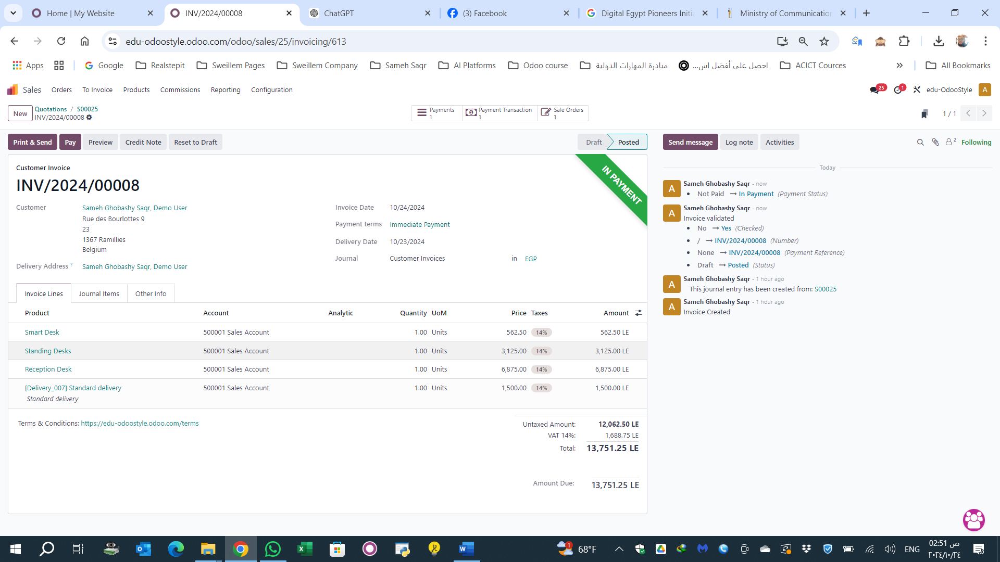 Home | My Website
INV/2024/00008
ChatGPT
(3) Facebook
Digital Egypt Pioneers Initi
Ministry of Communication
edu-odoostyle.odoo.com/odoo/sales/25/invoicing/613
Apps
Google
Realstepit
Sweillem Pages
Sweillem Company
Sameh Saqr
AI Platforms
Odoo course
مبادرة المهارات الدولية
احصل على أفضل اس...
ACICT Cources
All Bookmarks
Sales
Orders
To Invoice
Products
Commissions
Reporting
Configuration
25
1
edu-OdooStyle
A
New
Quotations / S00025
INV/2024/00008
Payments
1
Payment Transaction
1
Sale Orders
1
1 / 1
Print & Send
Pay
Preview
Credit Note
Reset to Draft
Draft
Posted
Send message
Log note
Activities
2
Following
Customer Invoice
INV/2024/00008
IN PAYMENT
Customer
Sameh Ghobashy Saqr, Demo User
Rue des Bourlottes 9
23
1367 Ramillies
Belgium
Delivery Address ?
Sameh Ghobashy Saqr, Demo User
Invoice Date 10/24/2024
Payment terms Immediate Payment
Delivery Date 10/23/2024
Journal Customer Invoices in EGP
Invoice Lines
Journal Items
Other Info
Product Account Analytic Quantity UoM Price Taxes Amount
Smart Desk 500001 Sales Account 1.00 Units 562.50 14% 562.50 LE
Standing Desks 500001 Sales Account 1.00 Units 3,125.00 14% 3,125.00 LE
Reception Desk 500001 Sales Account 1.00 Units 6,875.00 14% 6,875.00 LE
[Delivery_007] Standard delivery 500001 Sales Account 1.00 Units 1,500.00 14% 1,500.00 LE
Standard delivery
Terms & Conditions: https://edu-odoostyle.odoo.com/terms
Untaxed Amount: 12,062.50 LE
VAT 14%: 1,688.75 LE
Total: 13,751.25 LE
Amount Due: 13,751.25 LE
Today
A
Sameh Ghobashy Saqr - now
Not Paid → In Payment (Payment Status)
A
Sameh Ghobashy Saqr - now
Invoice validated
No → Yes (Checked)
/ → INV/2024/00008 (Number)
None → INV/2024/00008 (Payment Reference)
Draft → Posted (Status)
A
Sameh Ghobashy Saqr - 1 hour ago
This journal entry has been created from: S00025
A
Sameh Ghobashy Saqr - 1 hour ago
Invoice Created
1
68°F
ENG
02:51 ص
٢٠٢٤/١٠/٢٤